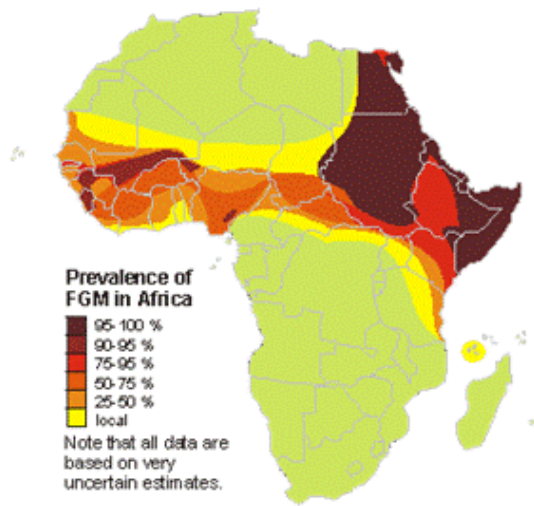 Prevalence of
FGM in Africa
95-100 %
90-95 %
75-95 %
50-75 %
25-50 %
local
Note that all data are
based on very
uncertain estimates.